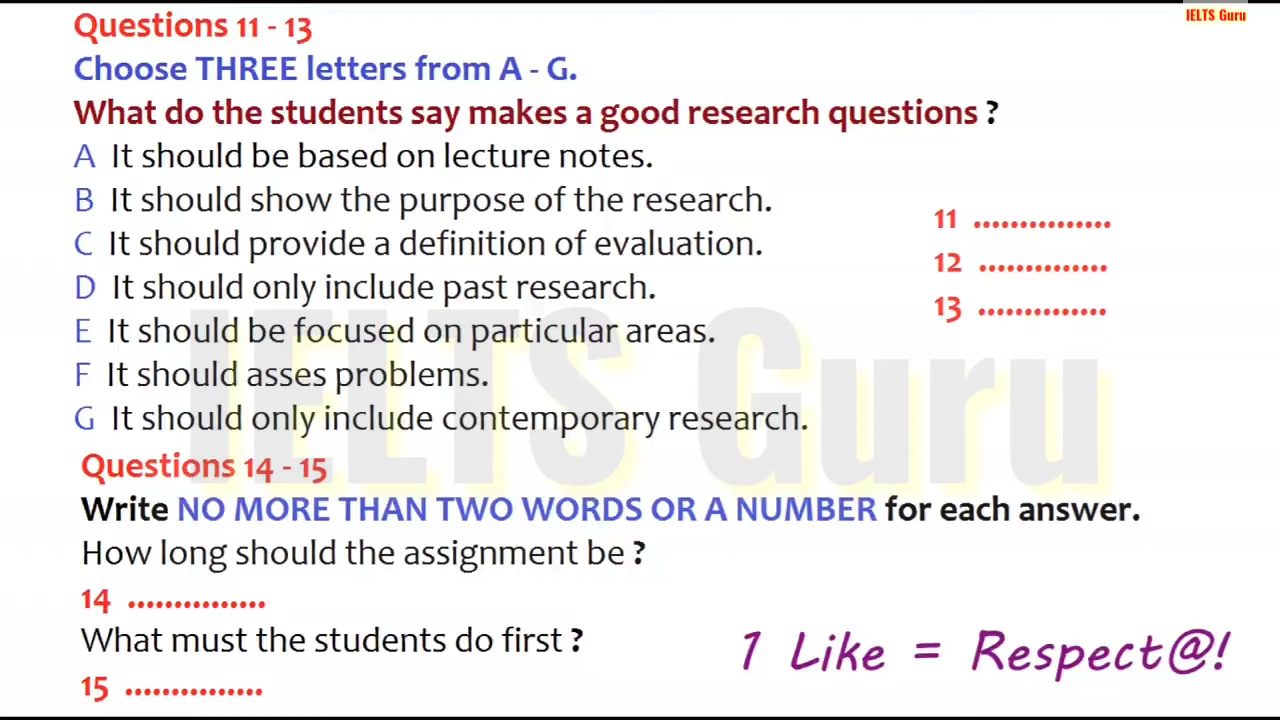 IELTS Guru
Questions 11 - 13
Choose THREE letters from A - G.
What do the students say makes a good research questions ?
A It should be based on lecture notes.
B It should show the purpose of the research.
C It should provide a definition of evaluation.
D It should only include past research.
E It should be focused on particular areas.
F It should asses problems.
G It should only include contemporary research.
11 ...............
12 ..............
13 ..............
IELTS Guru
Questions 14 - 15
Write NO MORE THAN TWO WORDS OR A NUMBER for each answer.
How long should the assignment be ?
14 ...............
What must the students do first ?
15 ...............
1 Like = Respect@!